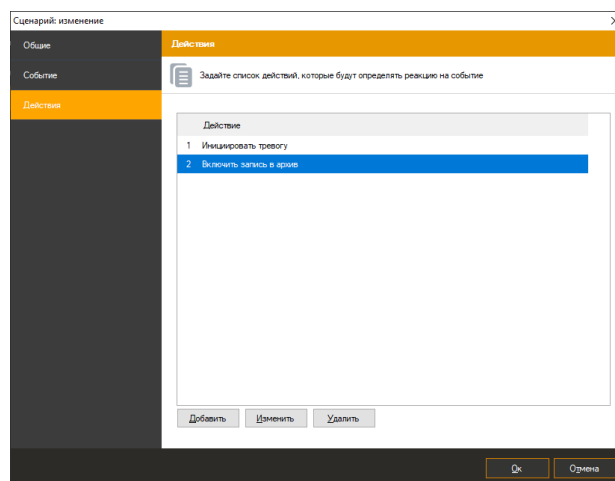 Сценарий: изменение
Общие
Событие
Действия
Действия
Задайте список действий, которые будут определять реакцию на событие
Действие
1 Инициировать тревогу
2 Включить запись в архив
Добавить Изменить Удалить
Ок Отмена